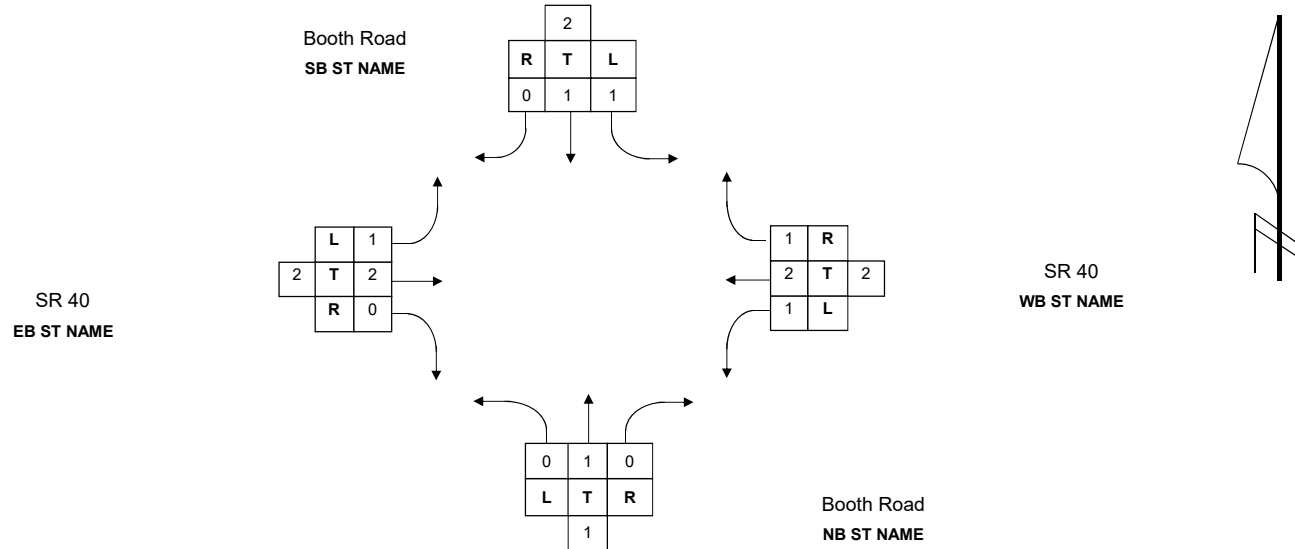 2
Booth Road
SB ST NAME
R T L
0 1 1
L 1
2 T 2
R 0
SR 40
EB ST NAME
1 R
2 T 2
1 L
SR 40
WB ST NAME
0 1 0
L T R
1
Booth Road
NB ST NAME